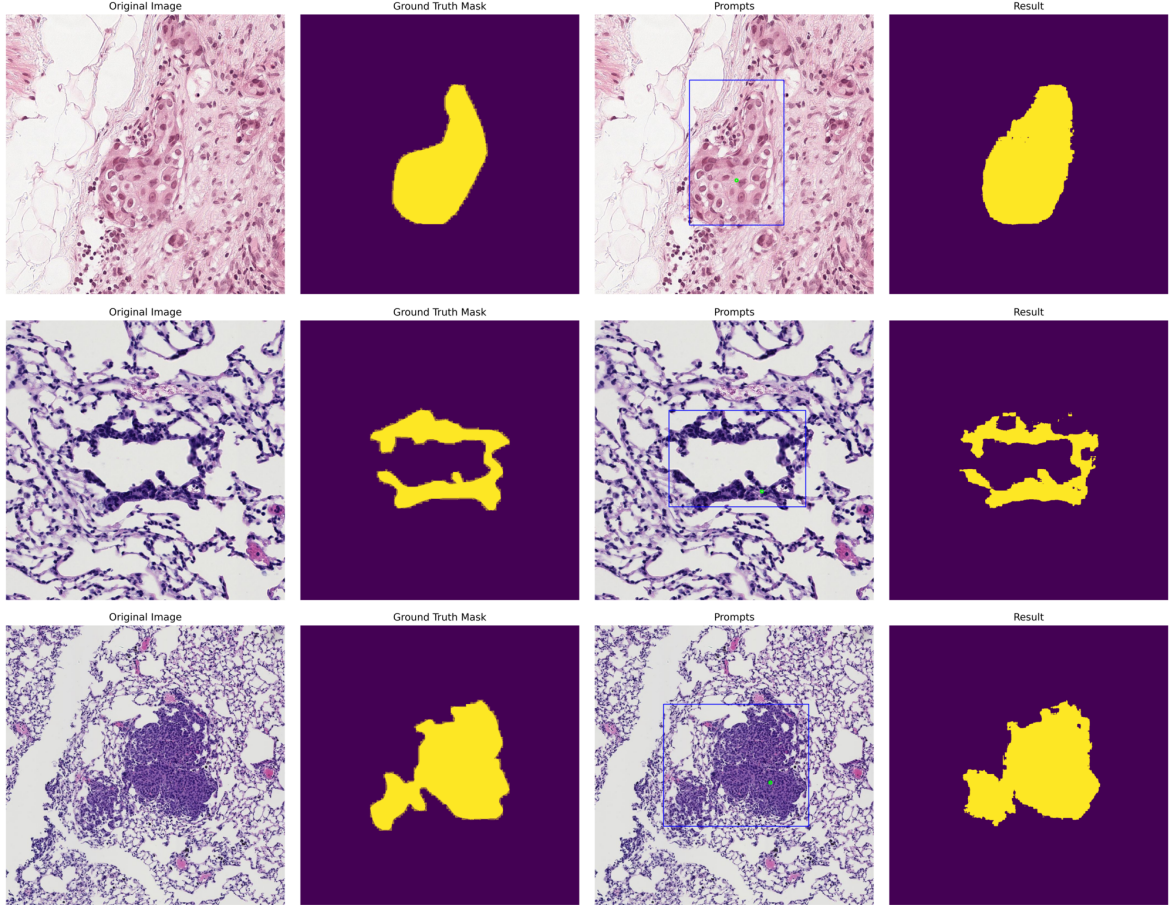 Original Image
Ground Truth Mask
Prompts
Result
Original Image
Ground Truth Mask
Prompts
Result
Original Image
Ground Truth Mask
Prompts
Result